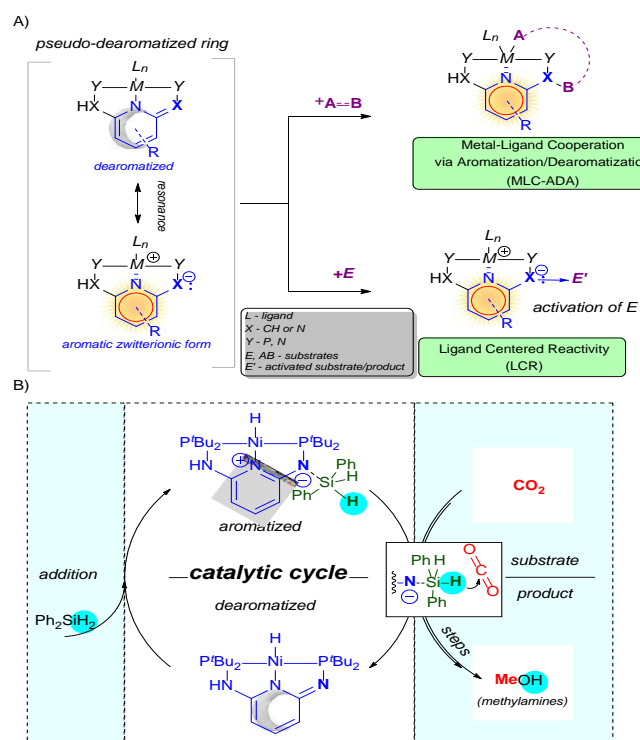 A)
pseudo-dearomatized ring
Ln
Y M Y
HX N X
R
dearomatized
resonance
Ln
Y M ⊕ Y
HX N X ⊖ :
R
aromatic zwitterionic form
+A=B
+E
L - ligand
X - CH or N
Y - P, N
E, AB - substrates
E' - activated substrate/product
Ln A
Y M Y
HX N X B
R
Metal-Ligand Cooperation
via Aromatization/Dearomatizatio
(MLC-ADA)
Ln
Y M ⊕ Y
HX N X ⊖ : E'
R
activation of E
Ligand Centered Reactivity
(LCR)
B)
H
PtBu2 Ni PtBu2
HN ⊕ N N Ph
⊖ Si H
Ph H
aromatized
addition
Ph2SiH2
catalytic cycle
dearomatized
H
PtBu2 Ni PtBu2
HN N N
CO2
Ph H O
N Si H C
⊖ Ph O
substrate
product
steps
MeOH
(methylamines)